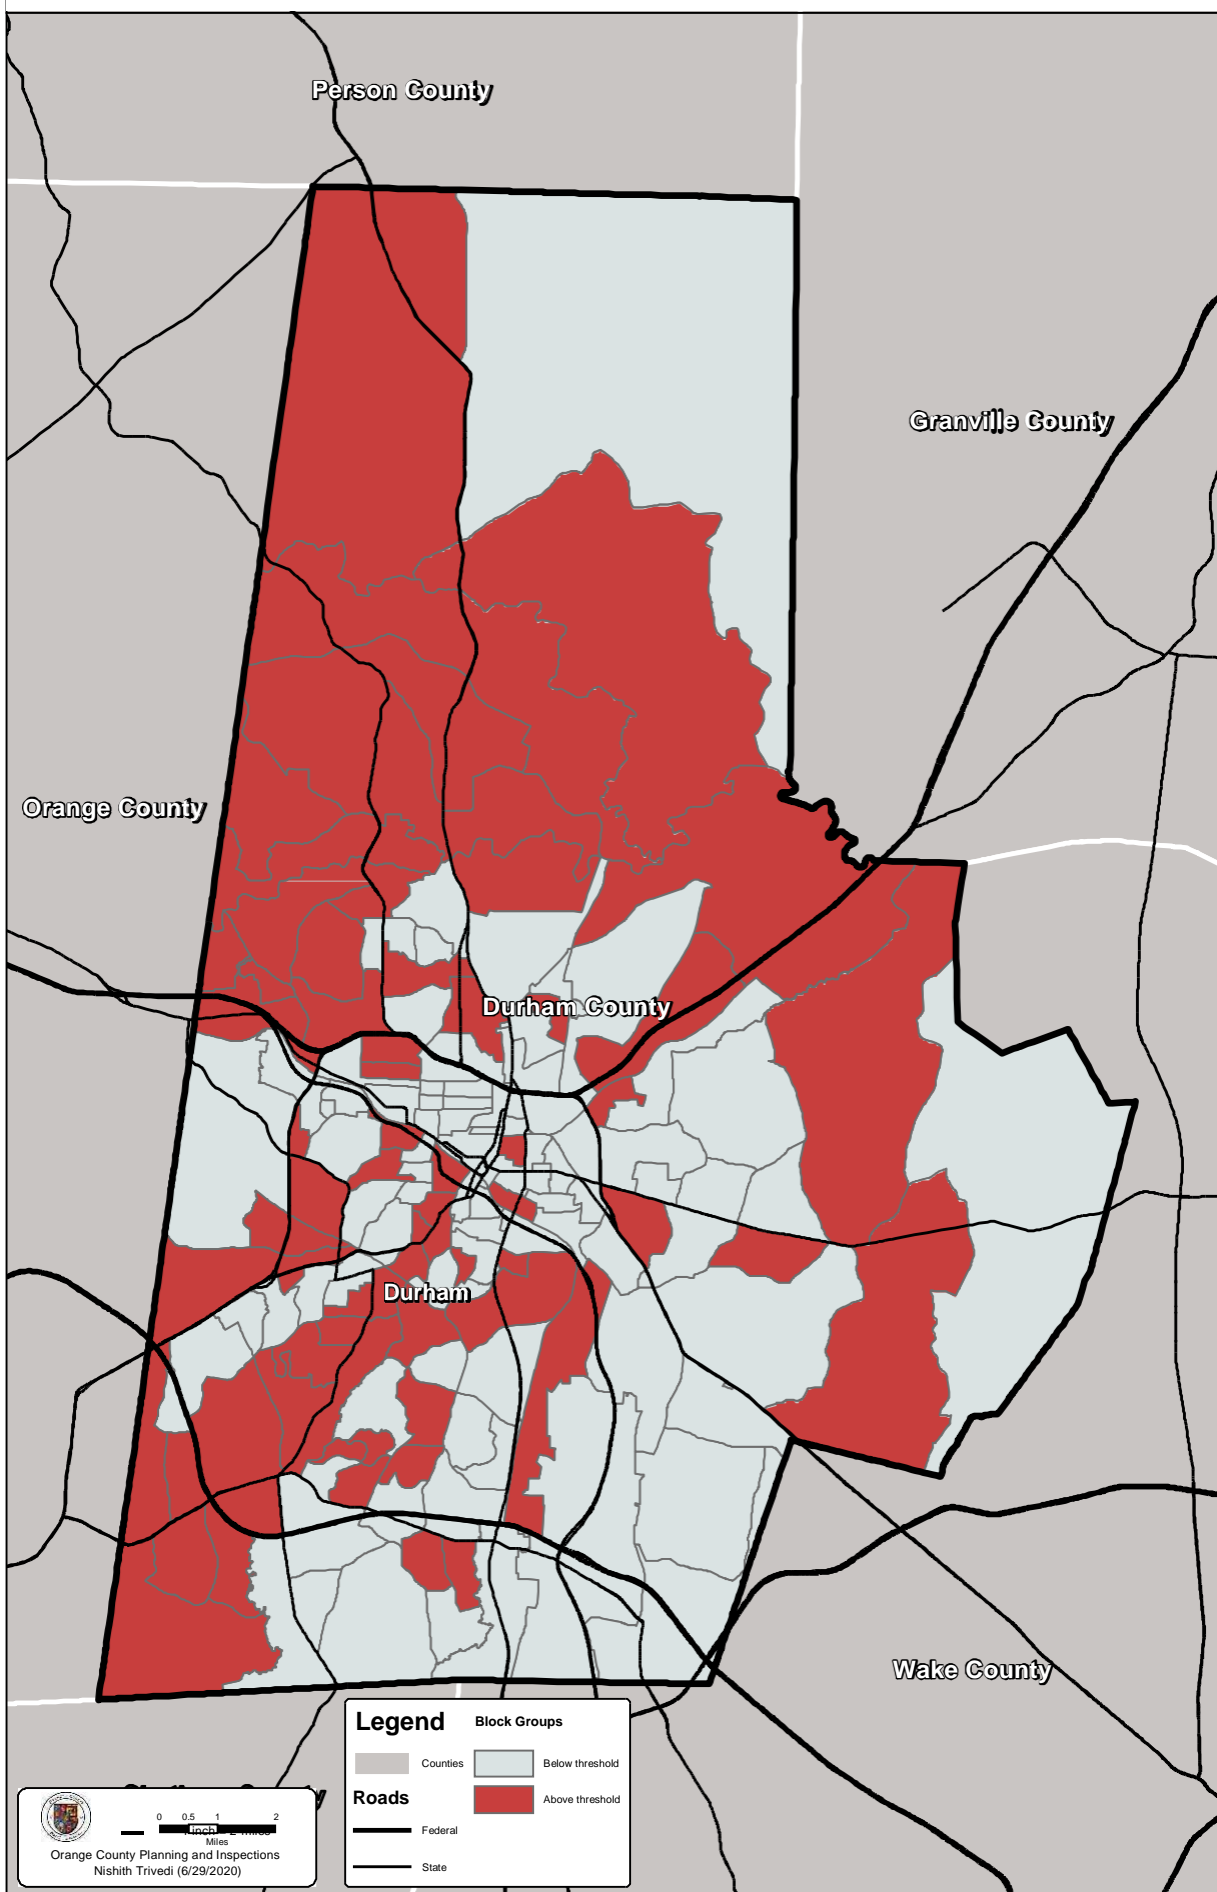 Person County
Granville County
Orange County
Durham County
Durham
Wake County
Legend
Block Groups
Counties
Below threshold
Roads
Above threshold
Federal
State
0 0.5 1 2
Miles
Orange County Planning and Inspections
Nishith Trivedi (6/29/2020)